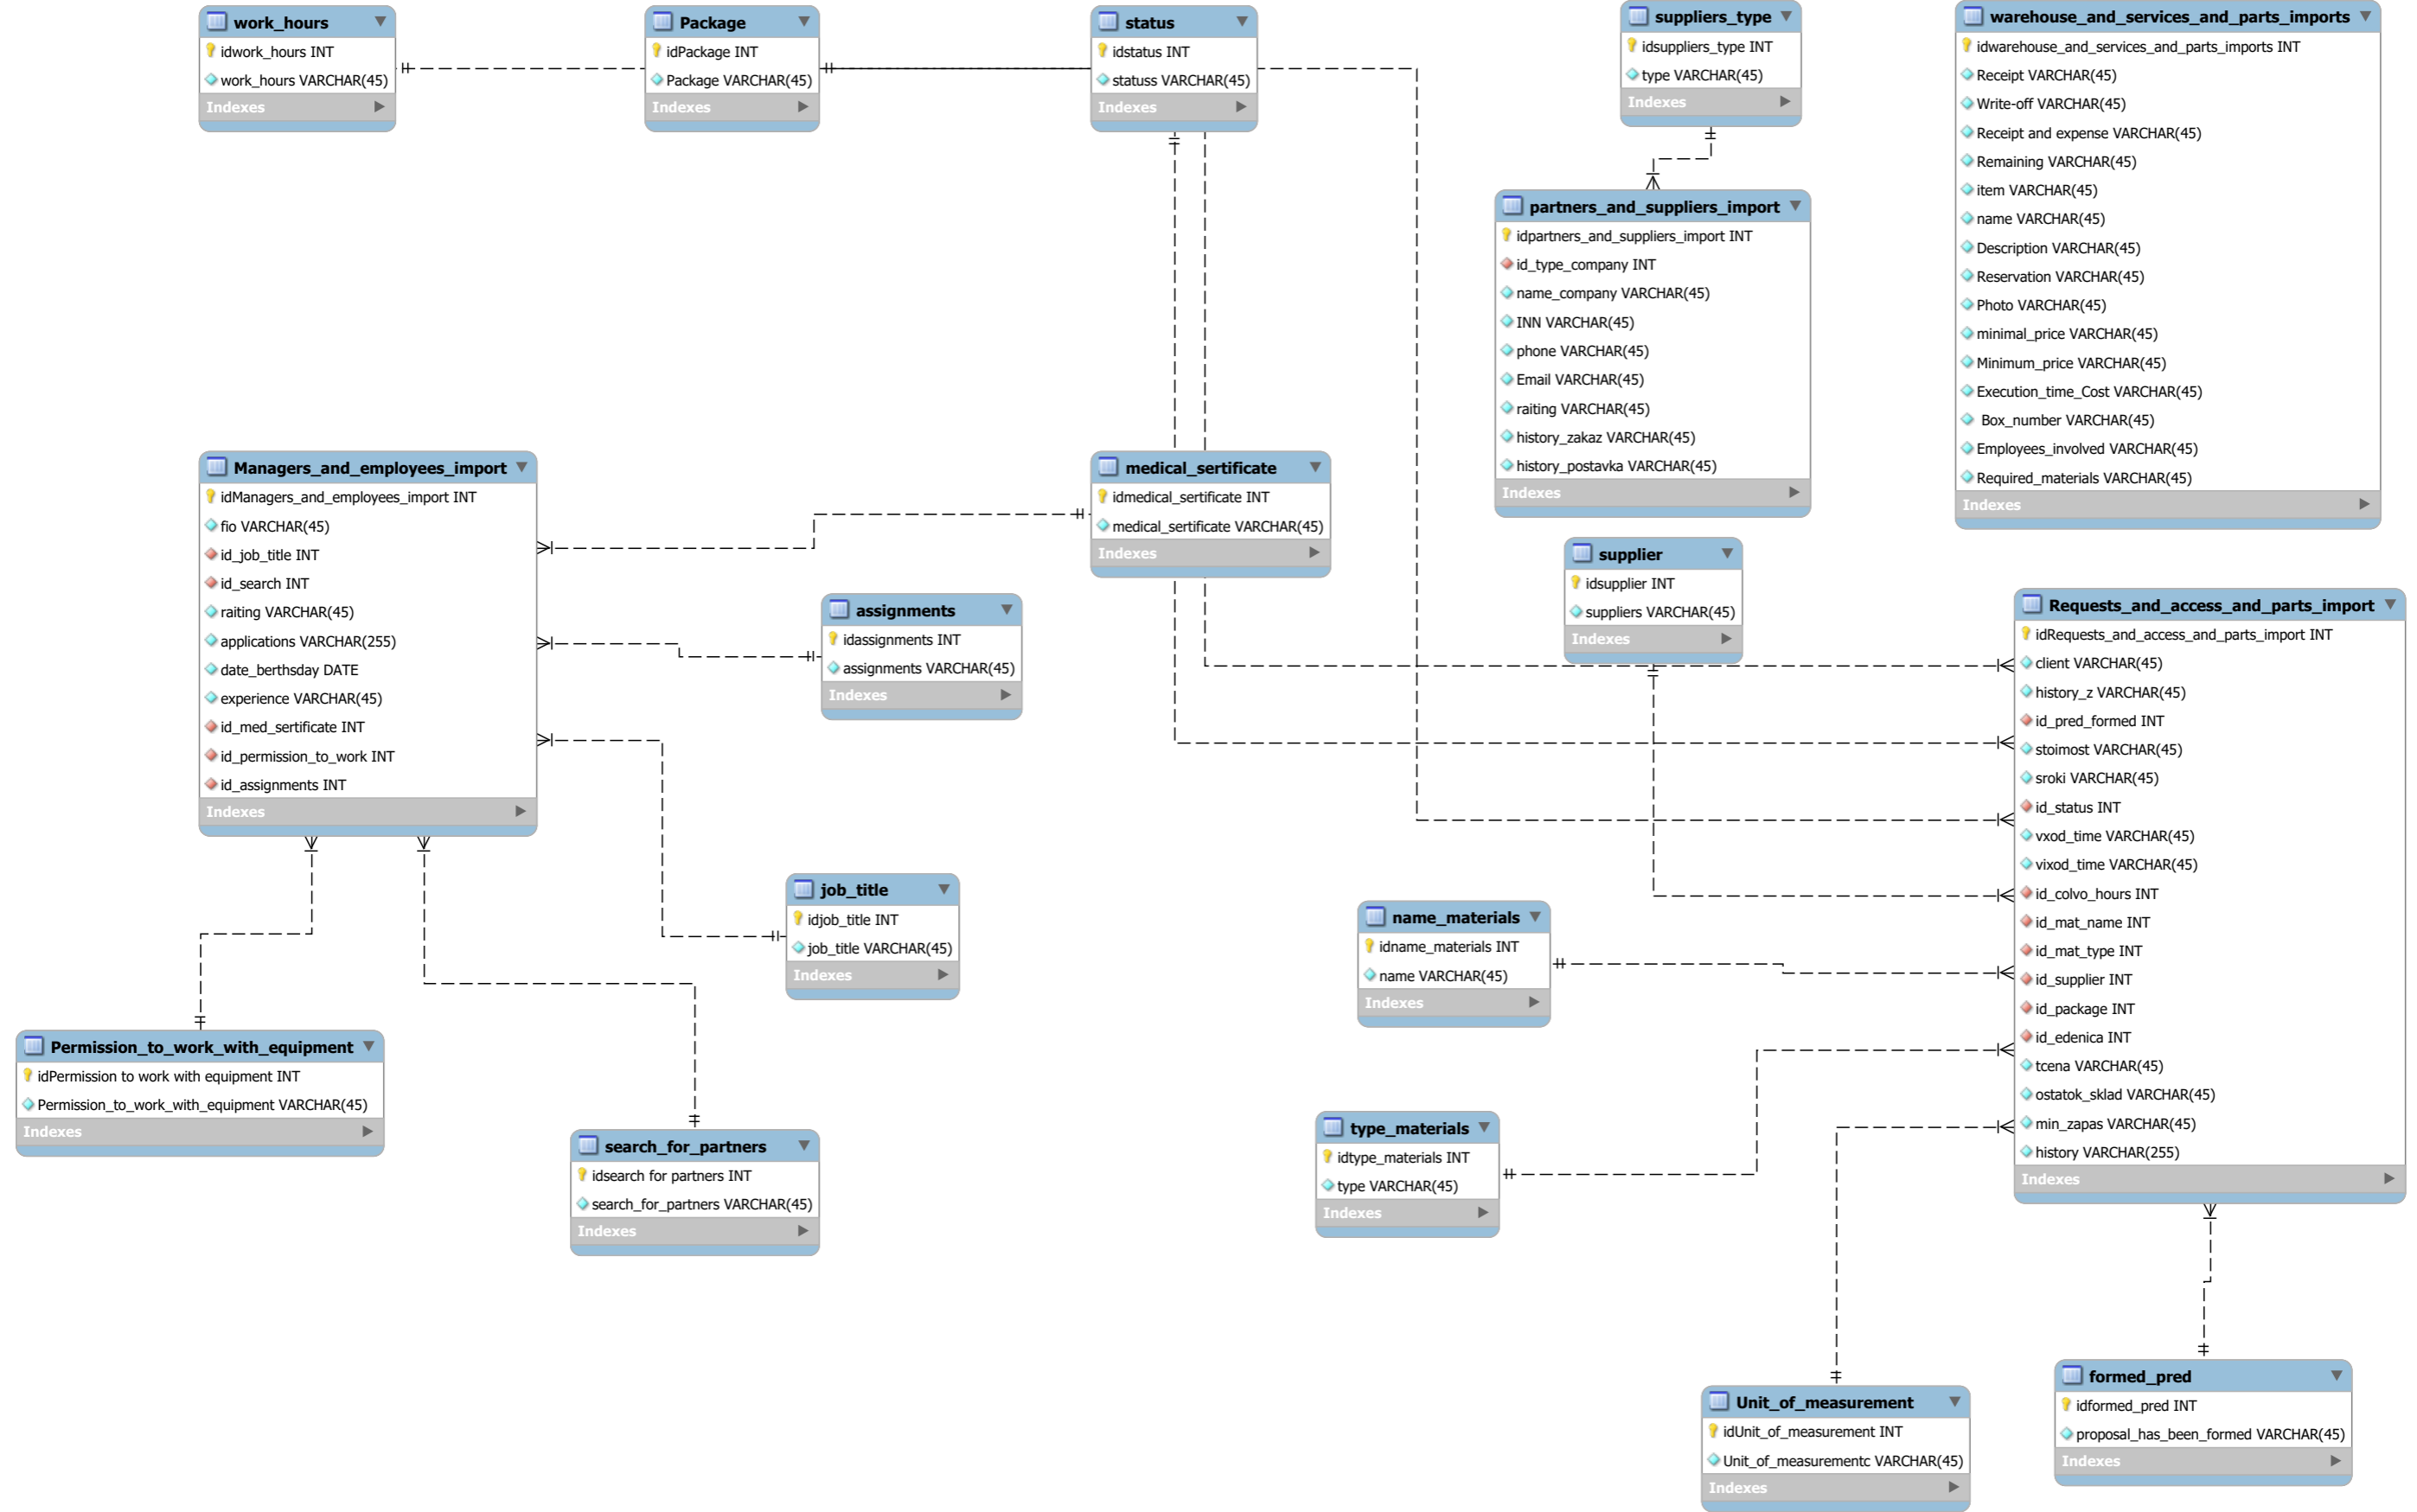 work_hours
idwork_hours INT
work_hours VARCHAR(45)
Indexes
Package
idPackage INT
Package VARCHAR(45)
Indexes
status
idstatus INT
statuss VARCHAR(45)
Indexes
suppliers_type
idsuppliers_type INT
type VARCHAR(45)
Indexes
warehouse_and_services_and_parts_imports
idwarehouse_and_services_and_parts_imports INT
Receipt VARCHAR(45)
Write-off VARCHAR(45)
Receipt and expense VARCHAR(45)
Remaining VARCHAR(45)
item VARCHAR(45)
name VARCHAR(45)
Description VARCHAR(45)
Reservation VARCHAR(45)
Photo VARCHAR(45)
minimal_price VARCHAR(45)
Minimum_price VARCHAR(45)
Execution_time_Cost VARCHAR(45)
Box_number VARCHAR(45)
Employees_involved VARCHAR(45)
Required_materials VARCHAR(45)
Indexes
partners_and_suppliers_import
idpartners_and_suppliers_import INT
id_type_company INT
name_company VARCHAR(45)
INN VARCHAR(45)
phone VARCHAR(45)
Email VARCHAR(45)
raiting VARCHAR(45)
history_zakaz VARCHAR(45)
history_postavka VARCHAR(45)
Indexes
Managers_and_employees_import
idManagers_and_employees_import INT
fio VARCHAR(45)
id_job_title INT
id_search INT
raiting VARCHAR(45)
applications VARCHAR(255)
date_berthsday DATE
experience VARCHAR(45)
id_med_sertificate INT
id_permission_to_work INT
id_assignments INT
Indexes
medical_sertificate
idmedical_sertificate INT
medical_sertificate VARCHAR(45)
Indexes
supplier
idsupplier INT
suppliers VARCHAR(45)
Indexes
assignments
idassignments INT
assignments VARCHAR(45)
Indexes
Requests_and_access_and_parts_import
idRequests_and_access_and_parts_import INT
client VARCHAR(45)
history_z VARCHAR(45)
id_pred_formed INT
stoimost VARCHAR(45)
sroki VARCHAR(45)
id_status INT
vxod_time VARCHAR(45)
vixod_time VARCHAR(45)
id_colvo_hours INT
id_mat_name INT
id_mat_type INT
id_supplier INT
id_package INT
id_edenica INT
tcena VARCHAR(45)
ostatok_sklad VARCHAR(45)
min_zapas VARCHAR(45)
history VARCHAR(255)
Indexes
job_title
idjob_title INT
job_title VARCHAR(45)
Indexes
name_materials
idname_materials INT
name VARCHAR(45)
Indexes
Permission_to_work_with_equipment
idPermission to work with equipment INT
Permission_to_work_with_equipment VARCHAR(45)
Indexes
search_for_partners
idsearch for partners INT
search_for_partners VARCHAR(45)
Indexes
type_materials
idtype_materials INT
type VARCHAR(45)
Indexes
Unit_of_measurement
idUnit_of_measurement INT
Unit_of_measurementc VARCHAR(45)
Indexes
formed_pred
idformed_pred INT
proposal_has_been_formed VARCHAR(45)
Indexes